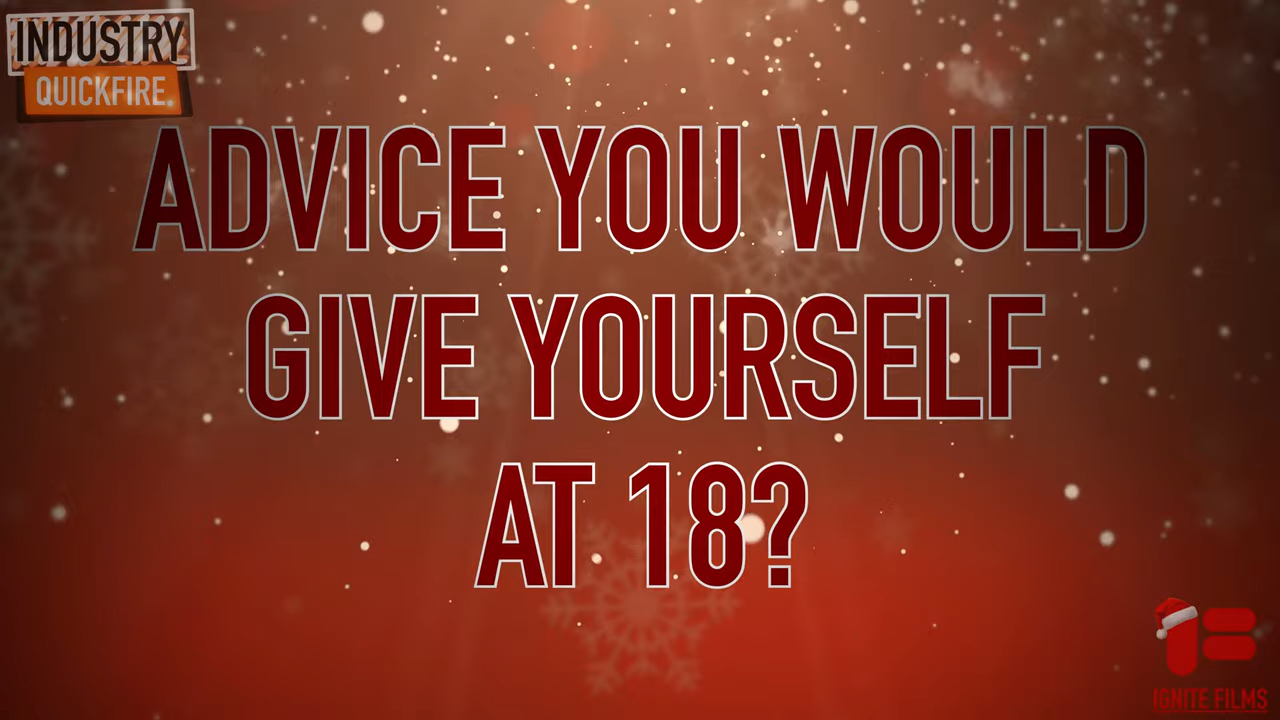 INDUSTRY
QUICKFIRE.
ADVICE YOU WOULD
GIVE YOURSELF
AT 18?
IGNITE FILMS